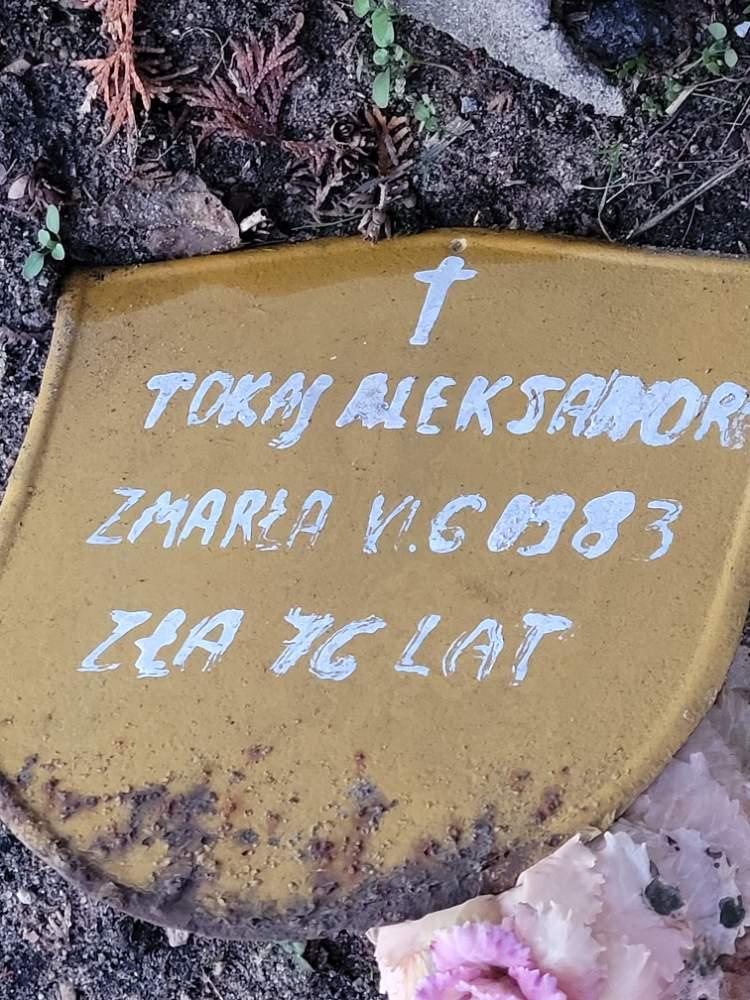 TOKAJ ALEKSANDRA
ZMARŁA VI.6 1983
ZŁA 76 LAT